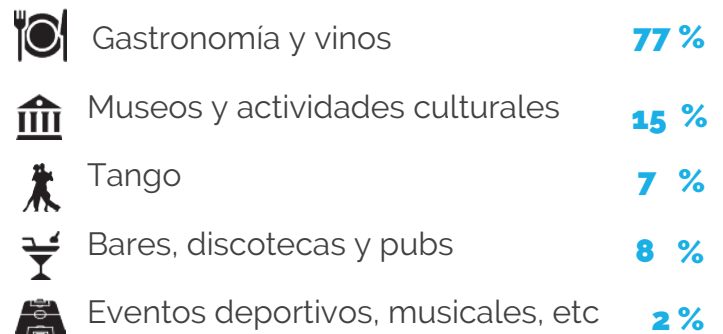 Gastronomía y vinos 77 %
Museos y actividades culturales 15 %
Tango 7 %
Bares, discotecas y pubs 8 %
Eventos deportivos, musicales, etc 2 %